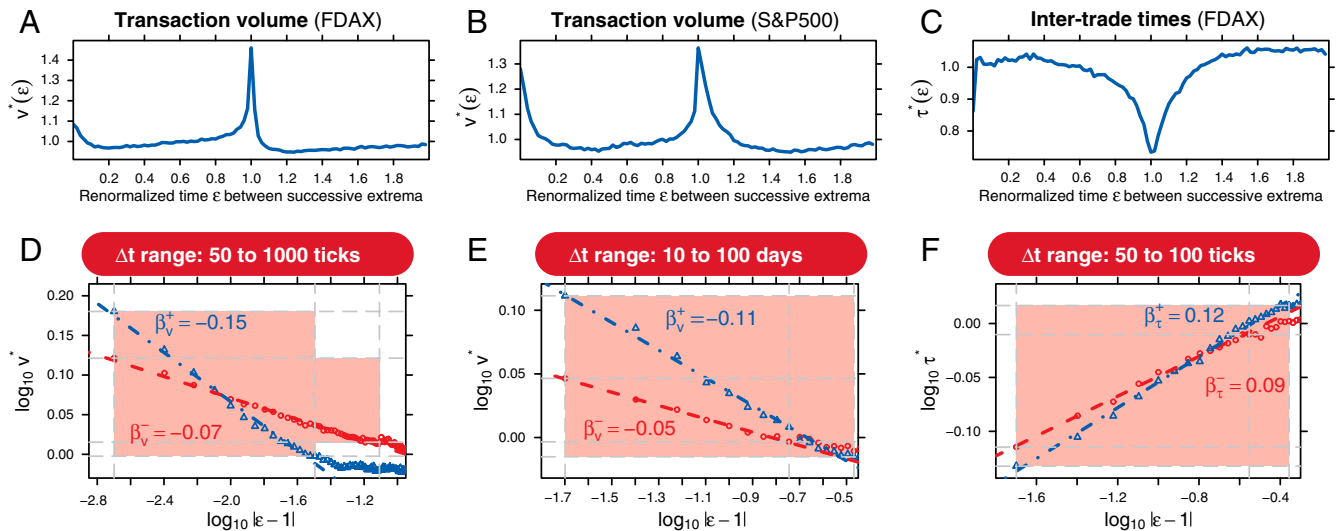 A
Transaction volume (FDAX)
1.4
1.3
1.2
1.1
1.0
v*(ε)
0.2 0.4 0.6 0.8 1.0 1.2 1.4 1.6 1.8
Renormalized time ε between successive extrema
B
Transaction volume (S&P500)
1.3
1.2
1.1
1.0
v*(ε)
0.2 0.4 0.6 0.8 1.0 1.2 1.4 1.6 1.8
Renormalized time ε between successive extrema
C
Inter-trade times (FDAX)
1.0
0.9
0.8
τ*(ε)
0.2 0.4 0.6 0.8 1.0 1.2 1.4 1.6 1.8
Renormalized time ε between successive extrema
D
Δt range: 50 to 1000 ticks
0.20
0.15
0.10
0.05
0.00
log₁₀ v*
βᵥ⁺ = −0.15
βᵥ⁻ = −0.07
−2.8 −2.4 −2.0 −1.6 −1.2
log₁₀ |ε − 1|
E
Δt range: 10 to 100 days
0.10
0.05
0.00
log₁₀ v*
βᵥ⁺ = −0.11
βᵥ⁻ = −0.05
−1.7 −1.5 −1.3 −1.1 −0.9 −0.7 −0.5
log₁₀ |ε − 1|
F
Δt range: 50 to 100 ticks
0.00
−0.05
−0.10
log₁₀ τ*
β_τ⁺ = 0.12
β_τ⁻ = 0.09
−1.6 −1.2 −0.8 −0.4
log₁₀ |ε − 1|